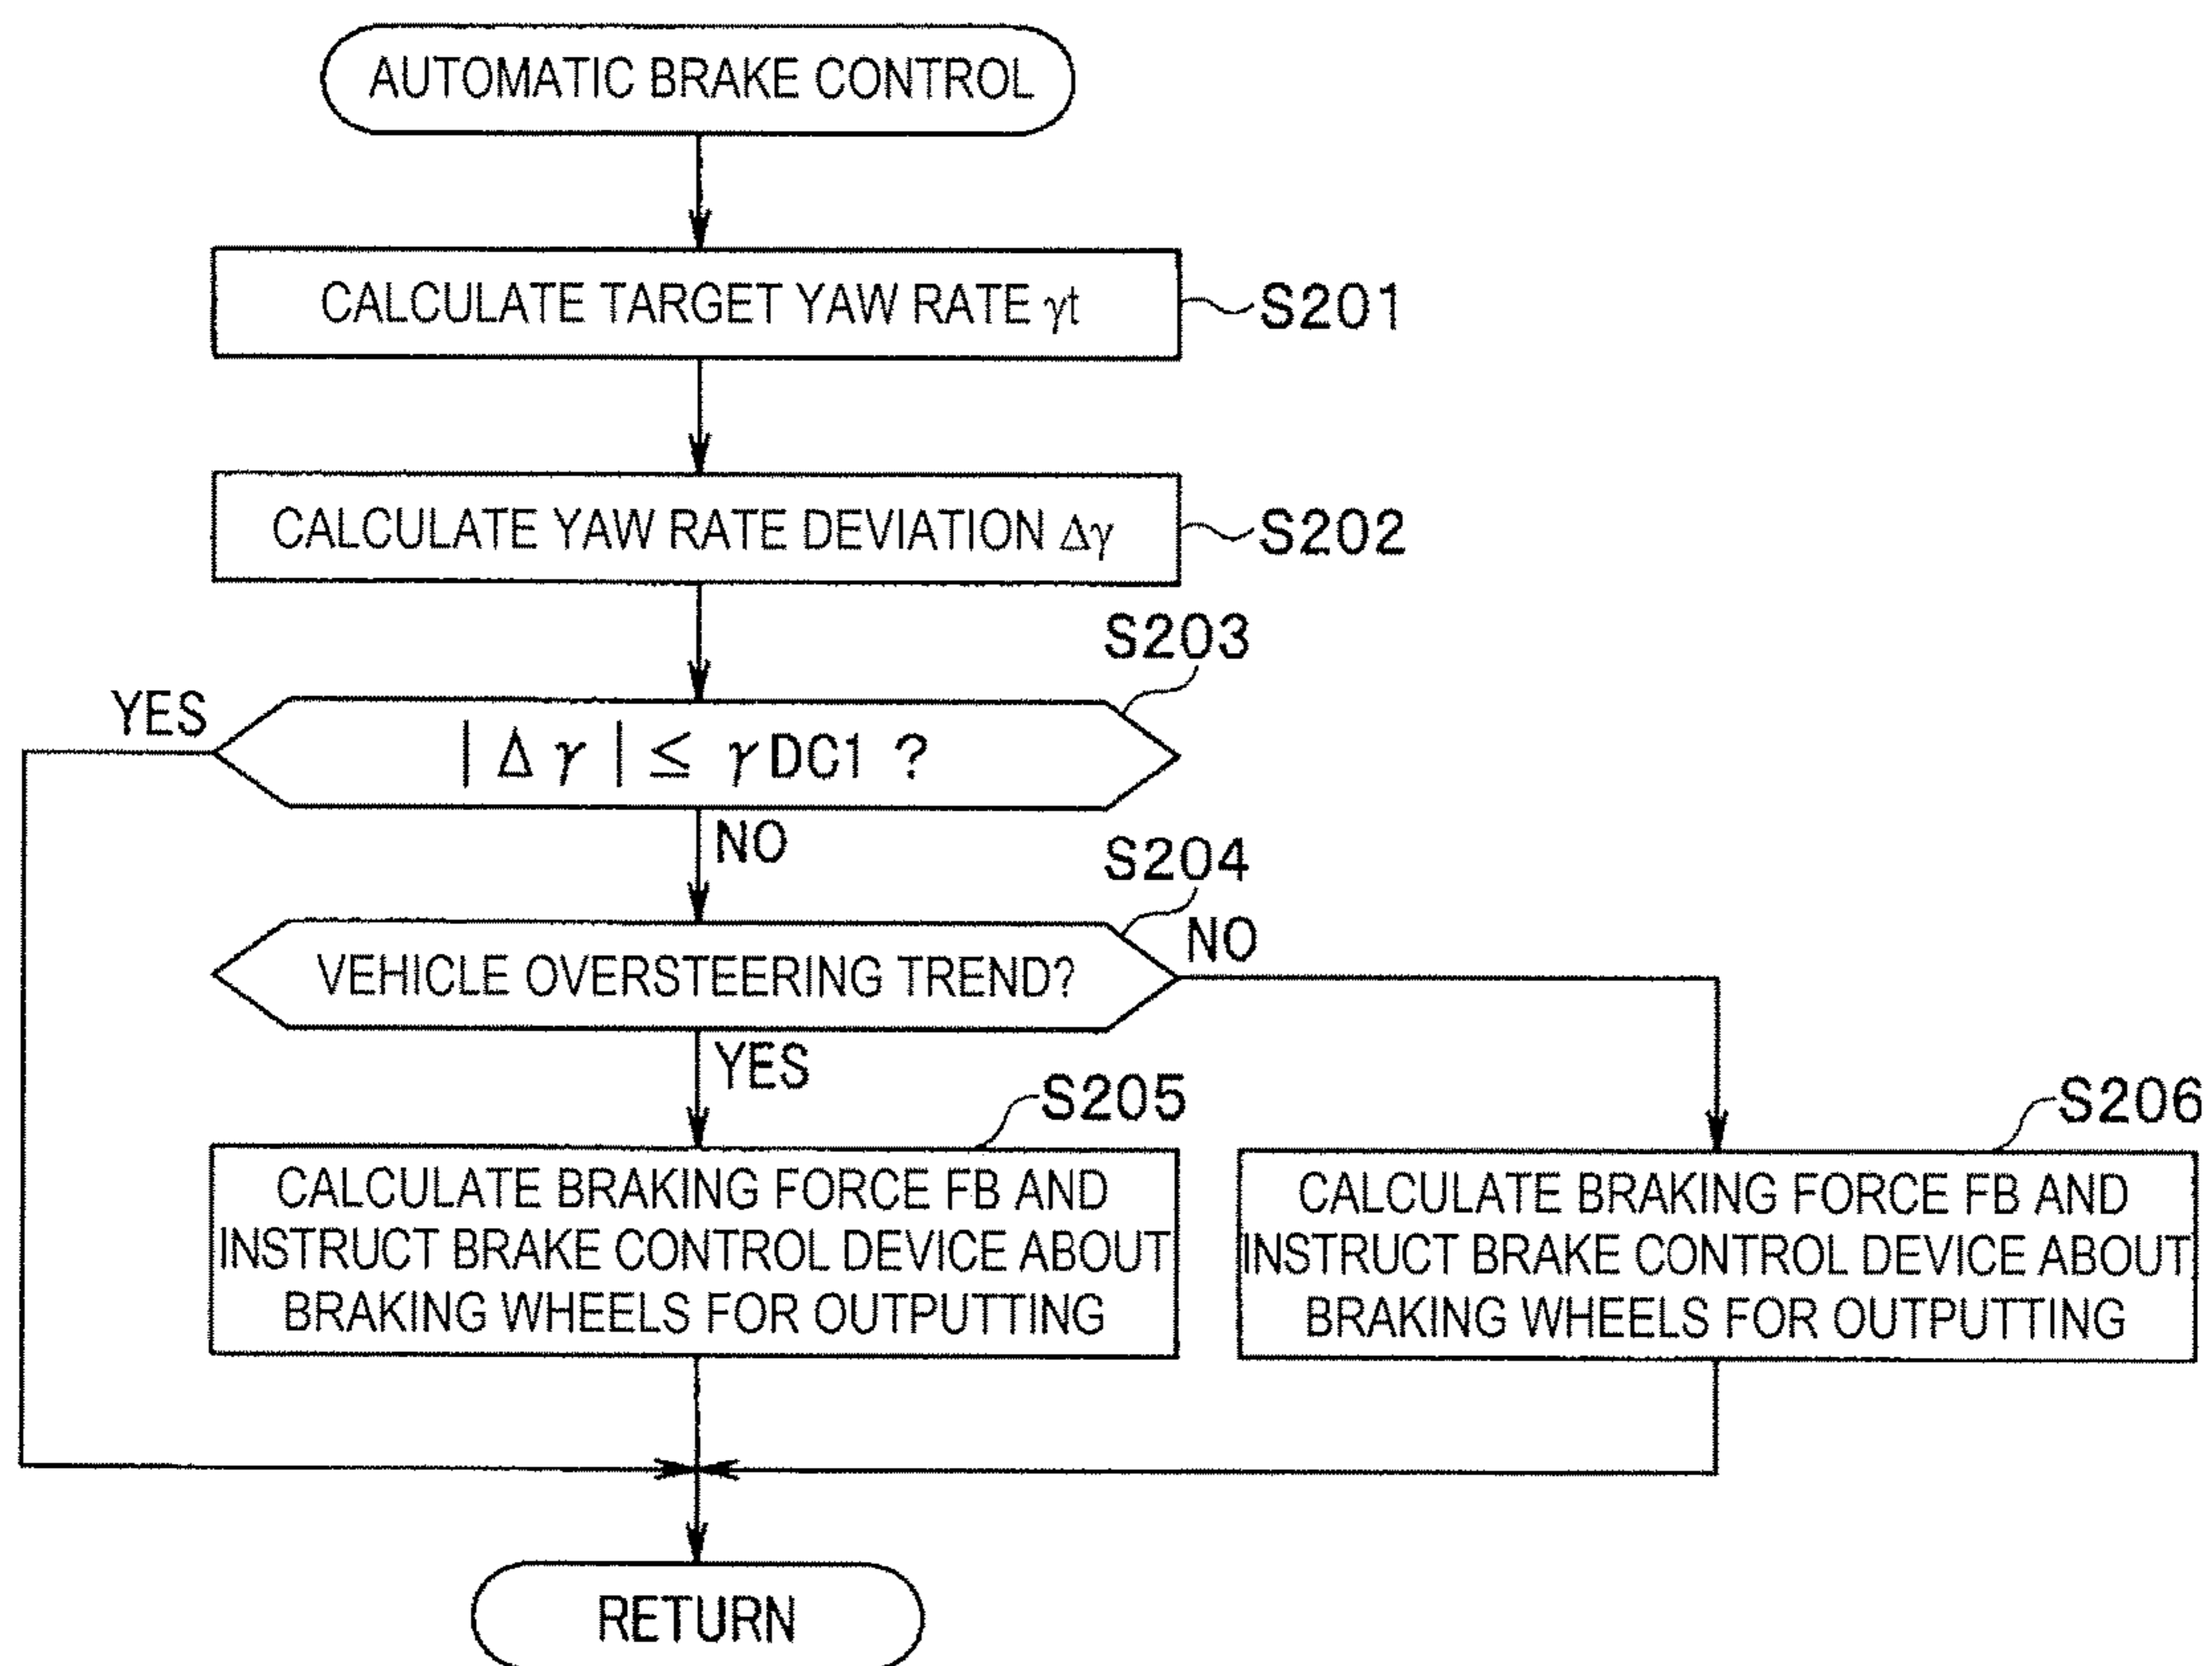 AUTOMATIC BRAKE CONTROL
CALCULATE TARGET YAW RATE γt
S201
CALCULATE YAW RATE DEVIATION Δγ
S202
S203
YES
| Δ γ | ≤ γ DC1 ?
NO
S204
VEHICLE OVERSTEERING TREND?
NO
YES
S205
CALCULATE BRAKING FORCE FB AND
INSTRUCT BRAKE CONTROL DEVICE ABOUT
BRAKING WHEELS FOR OUTPUTTING
S206
CALCULATE BRAKING FORCE FB AND
INSTRUCT BRAKE CONTROL DEVICE ABOUT
BRAKING WHEELS FOR OUTPUTTING
RETURN